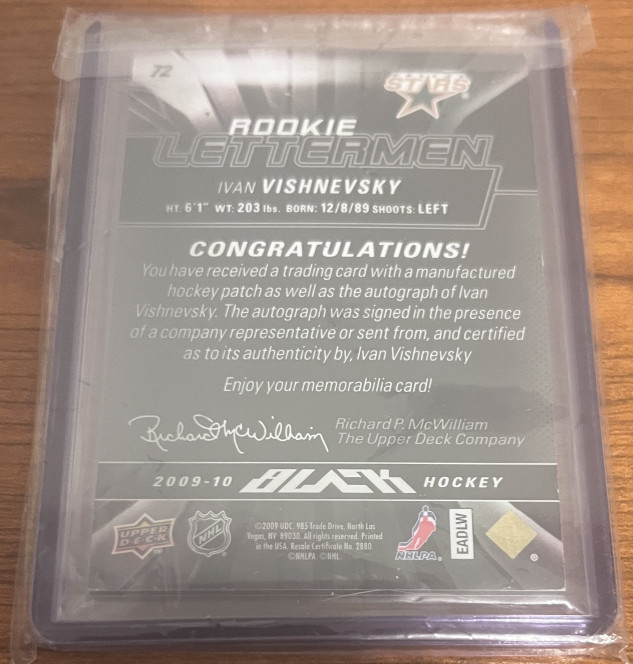 72
STARS
ROOKIE
LETTERMEN
IVAN VISHNEVSKY
HT: 6'1" WT: 203 lbs. BORN: 12/8/89 SHOOTS: LEFT
CONGRATULATIONS!
You have received a trading card with a manufactured
hockey patch as well as the autograph of Ivan
Vishnevsky. The autograph was signed in the presence
of a company representative or sent from, and certified
as to its authenticity by, Ivan Vishnevsky
Enjoy your memorabilia card!
Richard McWilliam
Richard P. McWilliam
The Upper Deck Company
2009-10 BLACK HOCKEY
UPPER DECK
NHL
©2009 UDC. 985 Trade Drive, North Las
Vegas, NV 89030. All rights reserved. Printed
in the USA. Resale Certificate No. 2880.
©NHLPA ©NHL.
NHLPA
EADLW